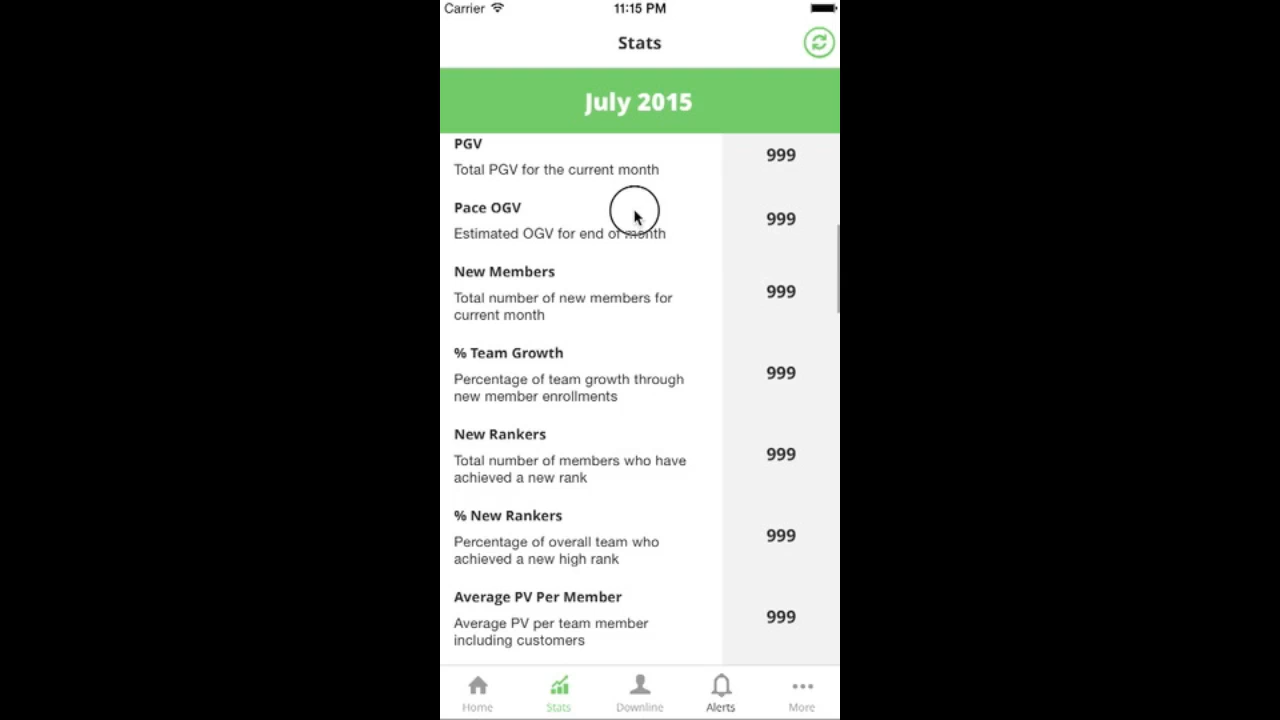 Carrier
11:15 PM
Stats
July 2015
PGV
999
Total PGV for the current month
Pace OGV
999
Estimated OGV for end of month
New Members
999
Total number of new members for
current month
% Team Growth
999
Percentage of team growth through
new member enrollments
New Rankers
999
Total number of members who have
achieved a new rank
% New Rankers
999
Percentage of overall team who
achieved a new high rank
Average PV Per Member
999
Average PV per team member
including customers
Home
Stats
Downline
Alerts
More